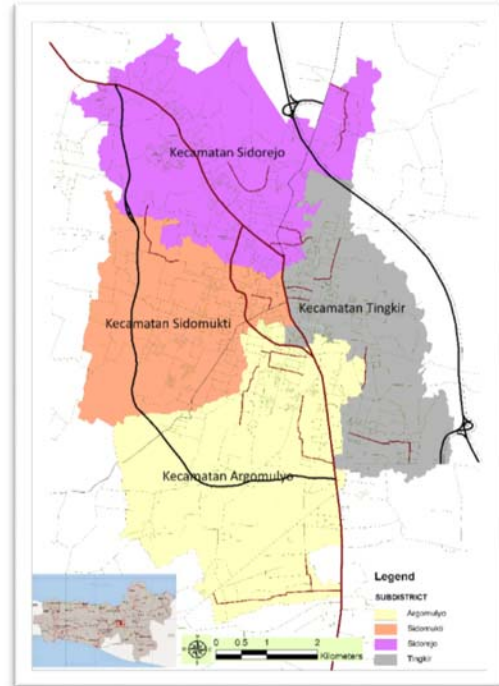 Kecamatan Sidorejo
Kecamatan Tingkir
Kecamatan Sidomukti
Kecamatan Argomulyo
Legend
SUBDISTRICT
Argomulyo
Sidomukti
Sidorejo
Tingkir
0 0.5 1 2
Kilometers